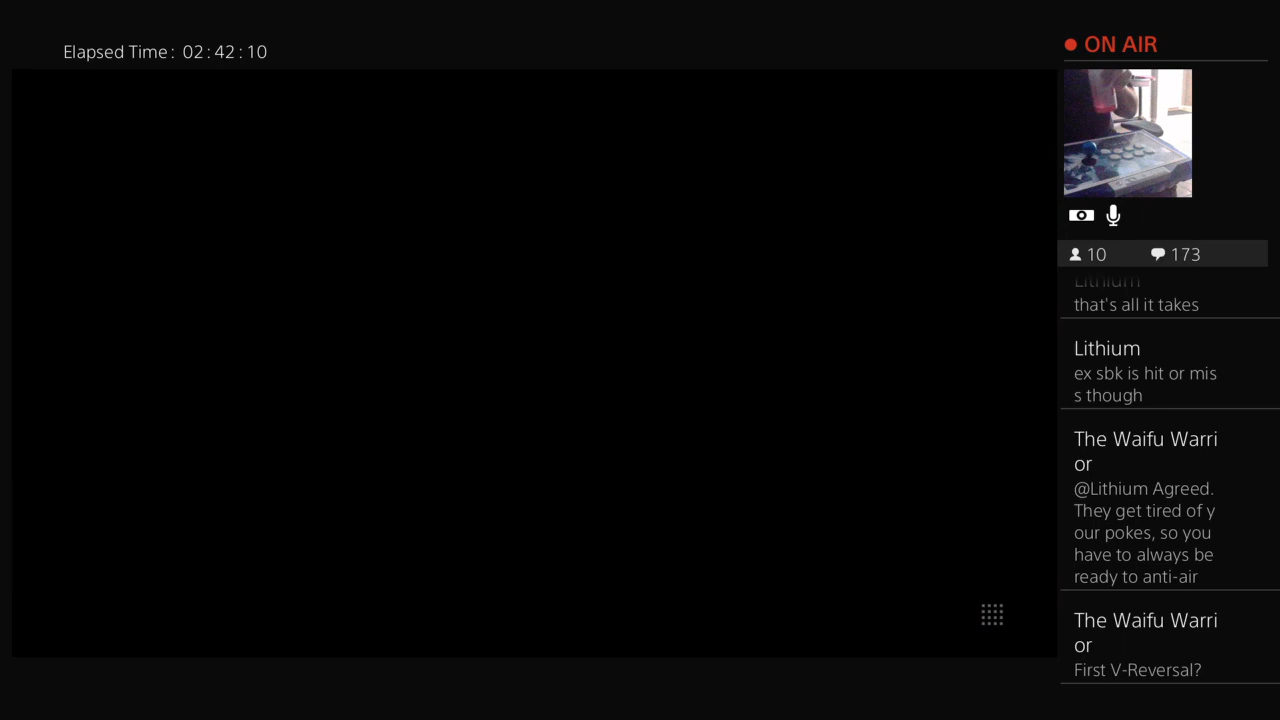 Elapsed Time: 02:42:10
ON AIR
10 173
Lithium
that's all it takes
Lithium
ex sbk is hit or mis
s though
The Waifu Warri
or
@Lithium Agreed.
They get tired of y
our pokes, so you
have to always be
ready to anti-air
The Waifu Warri
or
First V-Reversal?